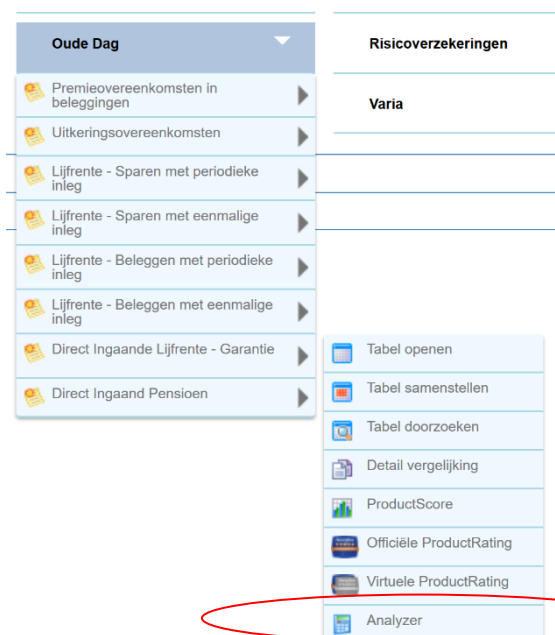 Oude Dag
Risicoverzekeringen
Varia
Premieovereenkomsten in
beleggingen
Uitkeringsovereenkomsten
Lijfrente - Sparen met periodieke
inleg
Lijfrente - Sparen met eenmalige
inleg
Lijfrente - Beleggen met periodieke
inleg
Lijfrente - Beleggen met eenmalige
inleg
Direct Ingaande Lijfrente - Garantie
Direct Ingaand Pensioen
Tabel openen
Tabel samenstellen
Tabel doorzoeken
Detail vergelijking
ProductScore
Officiële ProductRating
Virtuele ProductRating
Analyzer